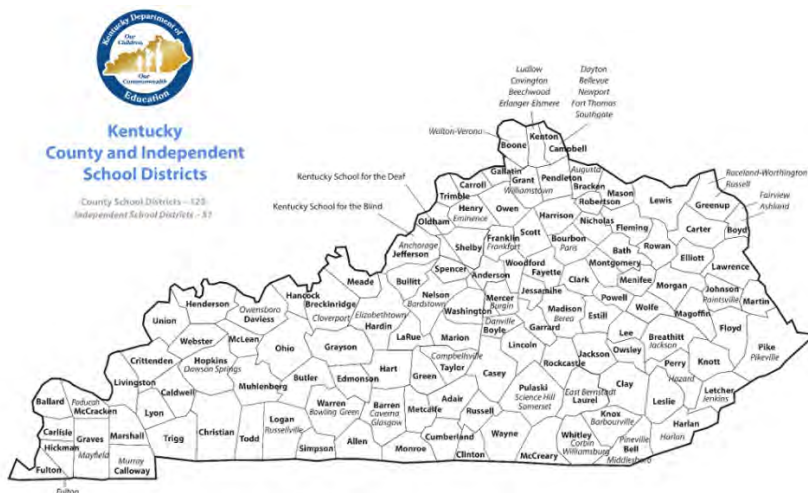 Kentucky Department of
Our
Children,
Our
Commonwealth
Education
Kentucky
County and Independent
School Districts
County School Districts – 120
Independent School Districts – 51
Ludlow
Covington
Beechwood
Erlanger-Elsmere
Dayton
Bellevue
Newport
Fort Thomas
Southgate
Walton-Verona
Boone
Kenton
Campbell
Kentucky School for the Deaf
Kentucky School for the Blind
Gallatin
Grant
Williamstown
Pendleton
Augusta
Bracken
Mason
Robertson
Lewis
Raceland-Worthington
Russell
Greenup
Fairview
Ashland
Carroll
Trimble
Henry
Eminence
Owen
Harrison
Nicholas
Fleming
Carter
Boyd
Oldham
Anchorage
Jefferson
Shelby
Franklin
Frankfort
Scott
Bourbon
Paris
Bath
Rowan
Elliott
Lawrence
Spencer
Anderson
Woodford
Fayette
Montgomery
Clark
Menifee
Morgan
Johnson
Paintsville
Martin
Meade
Bullitt
Nelson
Bardstown
Washington
Mercer
Burgin
Jessamine
Madison
Berea
Powell
Estill
Wolfe
Magoffin
Floyd
Hancock
Breckinridge
Cloverport
Elizabethtown
Hardin
LaRue
Marion
Danville
Boyle
Garrard
Lincoln
Lee
Owsley
Breathitt
Jackson
Pike
Pikeville
Henderson
Owensboro
Daviess
Union
Webster
McLean
Ohio
Grayson
Hart
Green
Campbellsville
Taylor
Casey
Rockcastle
Jackson
Perry
Hazard
Knott
Crittenden
Hopkins
Dawson Springs
Muhlenberg
Butler
Edmonson
Adair
Pulaski
Science Hill
Somerset
East Bernstadt
Laurel
Clay
Leslie
Letcher
Jenkins
Livingston
Caldwell
Lyon
Warren
Bowling Green
Barren
Caverna
Glasgow
Metcalfe
Russell
Knox
Barbourville
Harlan
Harlan
Ballard
Paducah
McCracken
Carlisle
Hickman
Graves
Mayfield
Marshall
Murray
Calloway
Fulton
Fulton
Trigg
Christian
Todd
Logan
Russellville
Simpson
Allen
Monroe
Cumberland
Clinton
Wayne
McCreary
Whitley
Corbin
Williamsburg
Pineville
Bell
Middlesboro